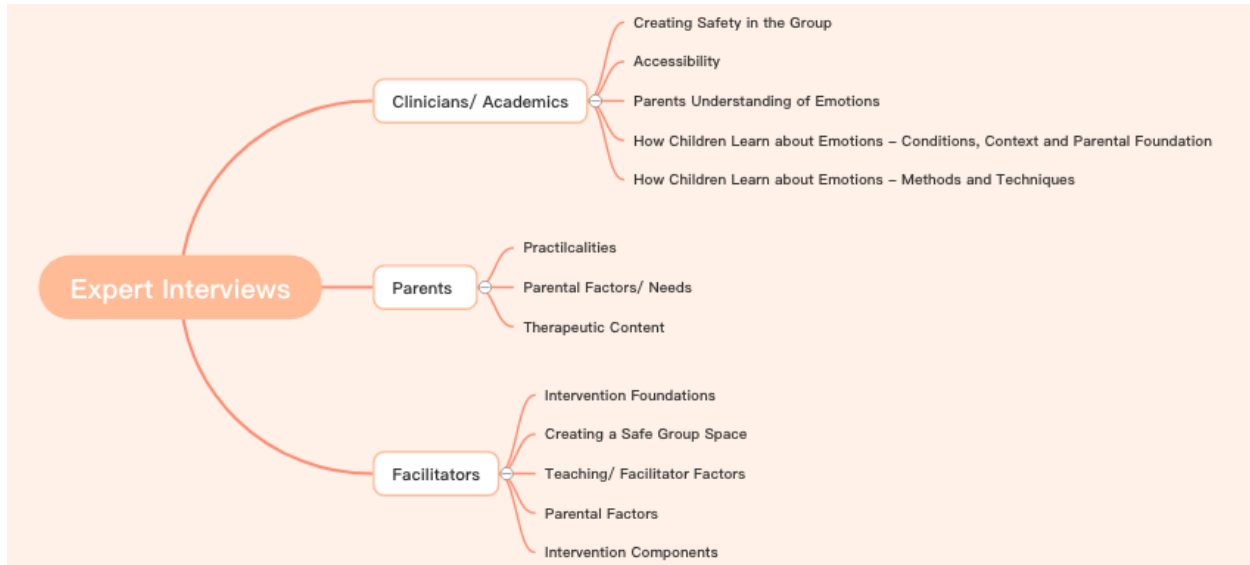 Expert Interviews
Clinicians/ Academics
Creating Safety in the Group
Accessibility
Parents Understanding of Emotions
How Children Learn about Emotions – Conditions, Context and Parental Foundation
How Children Learn about Emotions – Methods and Techniques
Parents
Practilcalities
Parental Factors/ Needs
Therapeutic Content
Facilitators
Intervention Foundations
Creating a Safe Group Space
Teaching/ Facilitator Factors
Parental Factors
Intervention Components